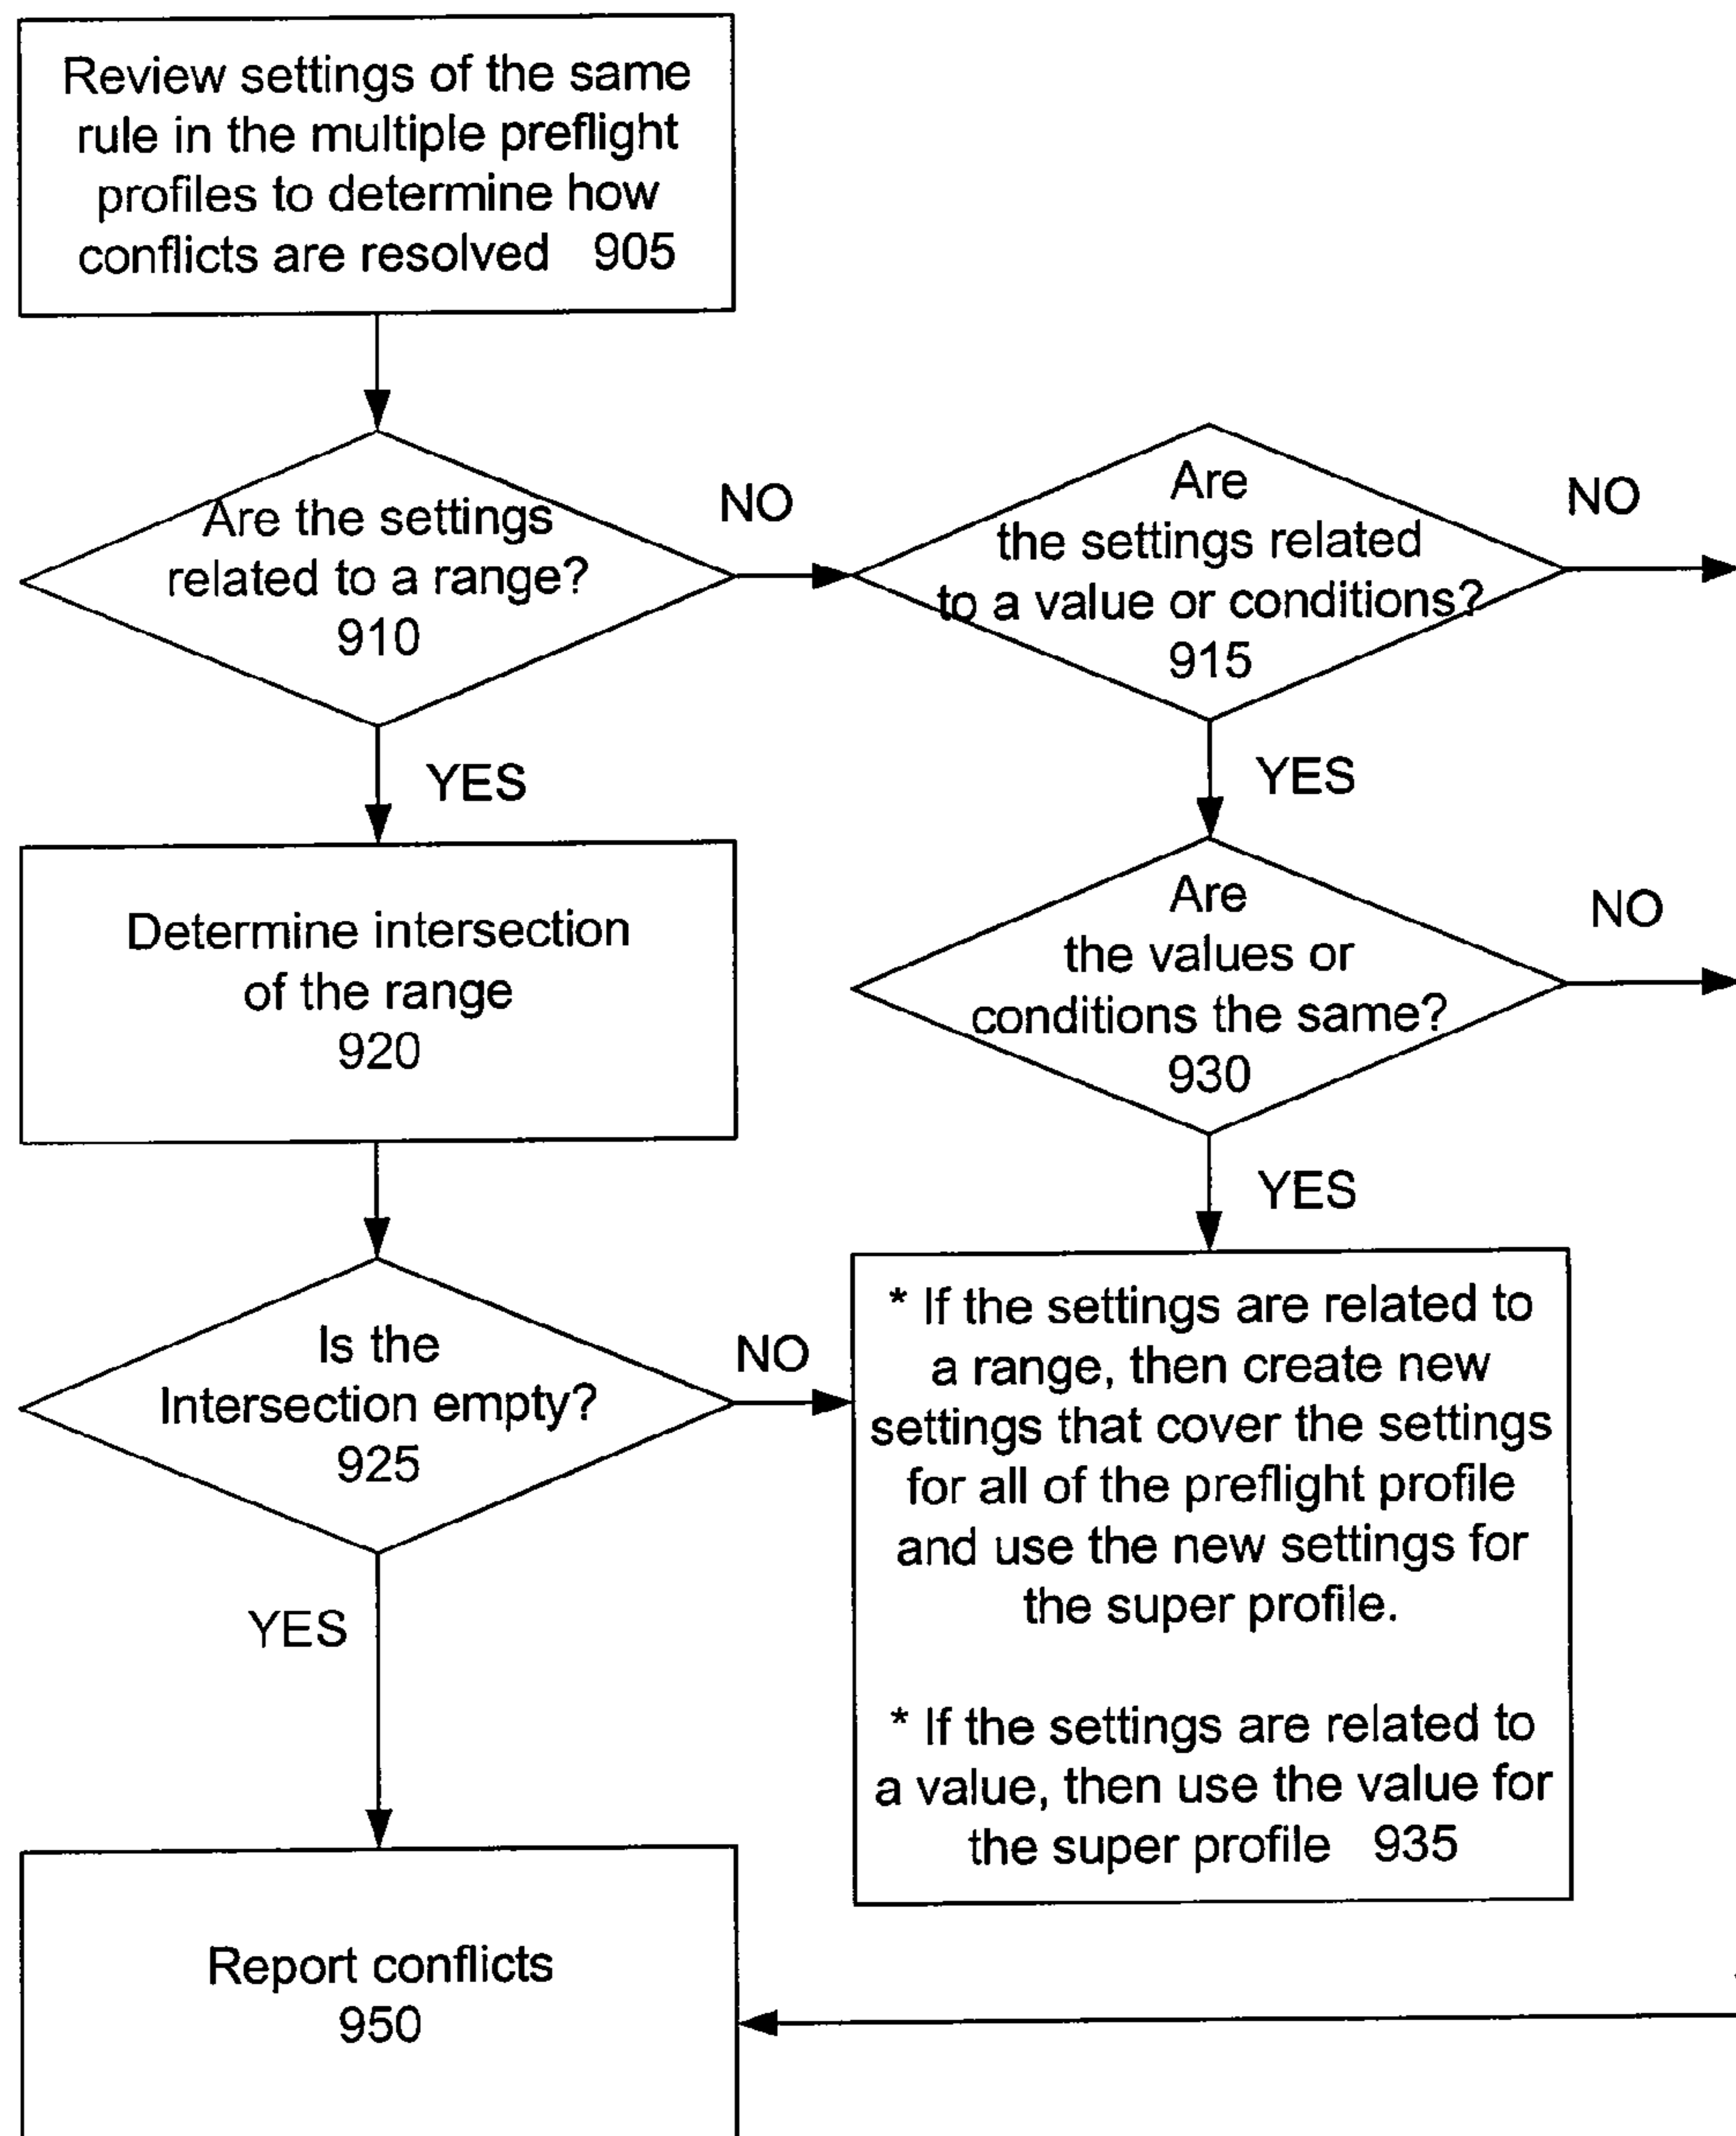 Review settings of the same
rule in the multiple preflight
profiles to determine how
conflicts are resolved 905
Are the settings
related to a range?
910
NO
Are
the settings related
to a value or conditions?
915
NO
YES
YES
Determine intersection
of the range
920
Are
the values or
conditions the same?
930
NO
YES
Is the
Intersection empty?
925
NO
* If the settings are related to
a range, then create new
settings that cover the settings
for all of the preflight profile
and use the new settings for
the super profile.
* If the settings are related to
a value, then use the value for
the super profile 935
YES
Report conflicts
950